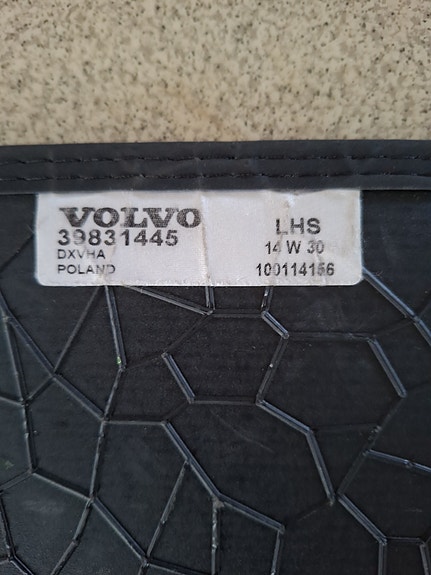 VOLVO
39831445
DXVHA
POLAND
LHS
14 W 30
100114156